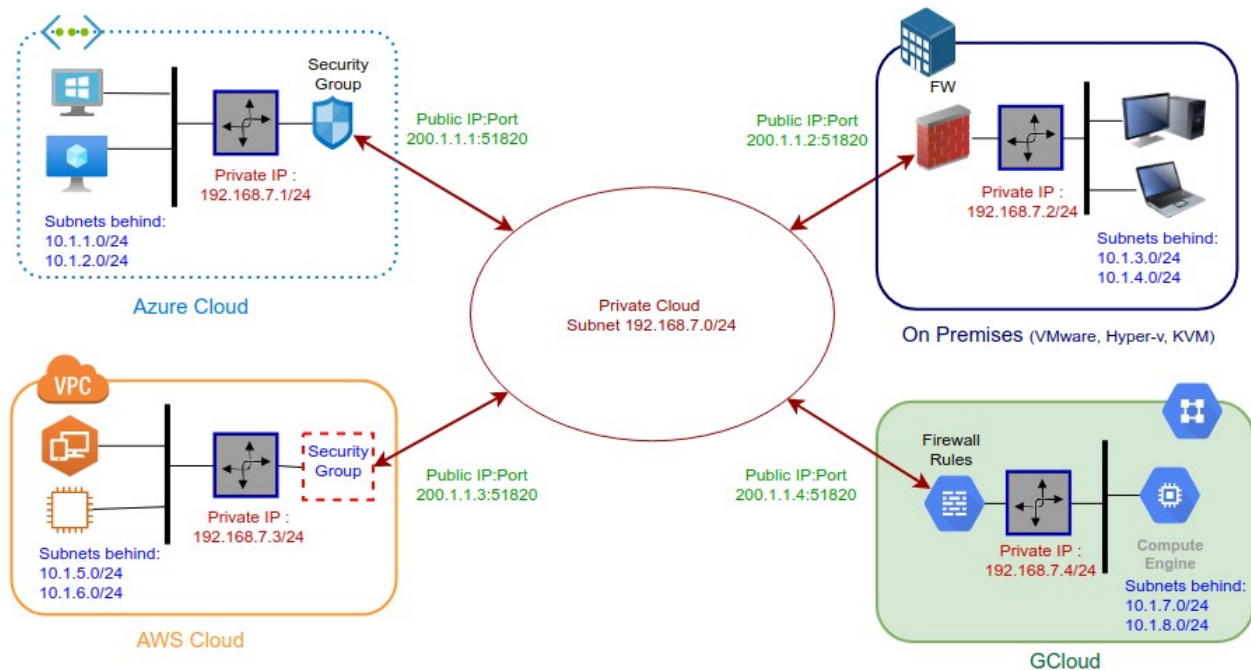 Security
Group
Public IP:Port
200.1.1.1:51820
Private IP :
192.168.7.1/24
Subnets behind:
10.1.1.0/24
10.1.2.0/24
Azure Cloud
FW
Public IP:Port
200.1.1.2:51820
Private IP :
192.168.7.2/24
Subnets behind:
10.1.3.0/24
10.1.4.0/24
On Premises (VMware, Hyper-v, KVM)
Private Cloud
Subnet 192.168.7.0/24
VPC
Security
Group
Public IP:Port
200.1.1.3:51820
Private IP :
192.168.7.3/24
Subnets behind:
10.1.5.0/24
10.1.6.0/24
AWS Cloud
Firewall
Rules
Public IP:Port
200.1.1.4:51820
Private IP :
192.168.7.4/24
Compute
Engine
Subnets behind:
10.1.7.0/24
10.1.8.0/24
GCloud